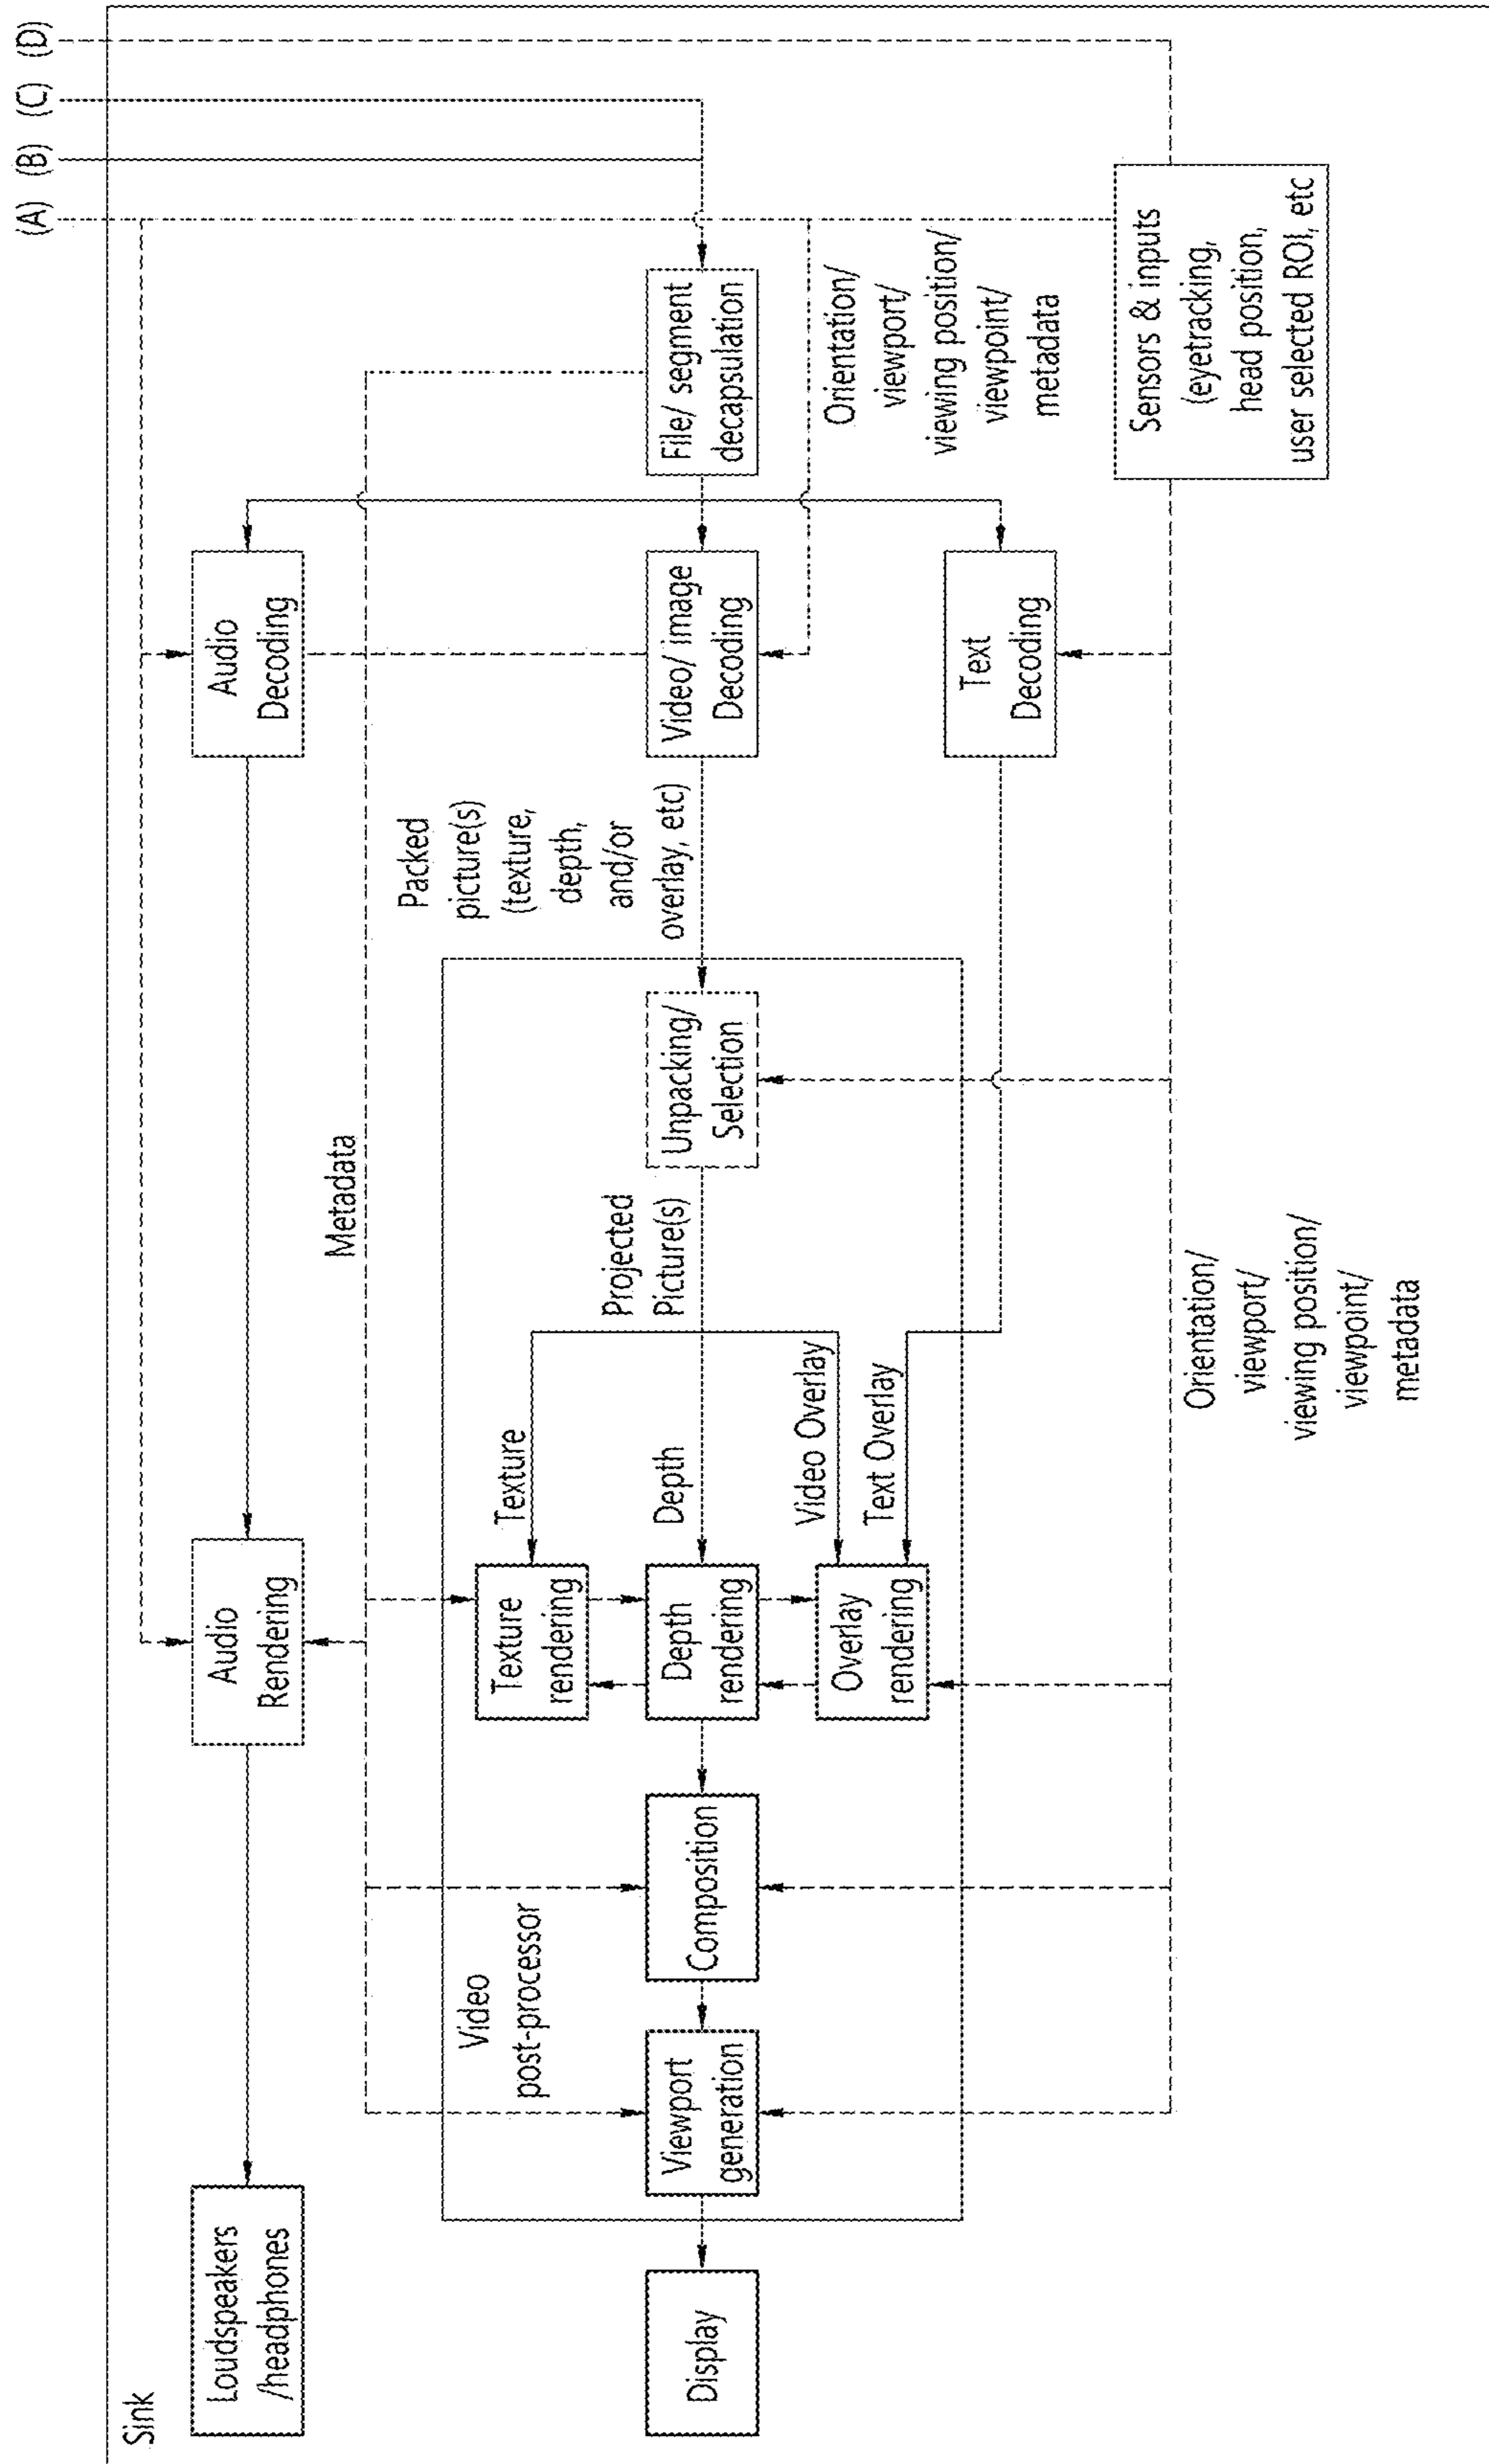 (A)
(B)
(C)
(D)
Sink
Loudspeakers
/headphones
Audio
Rendering
Audio
Decoding
Metadata
Display
Viewport
generation
Video
post-processor
Composition
Texture
rendering
Depth
rendering
Overlay
rendering
Texture
Depth
Video Overlay
Text Overlay
Projected
Picture(s)
Unpacking/
Selection
Packed
picture(s)
(texture,
depth,
and/or
overlay, etc)
Video/ image
Decoding
Text
Decoding
File/ segment
decapsulation
Orientation/
viewport/
viewing position/
viewpoint/
metadata
Orientation/
viewport/
viewing position/
viewpoint/
metadata
Sensors & inputs
(eyetracking,
head position,
user selected ROI, etc